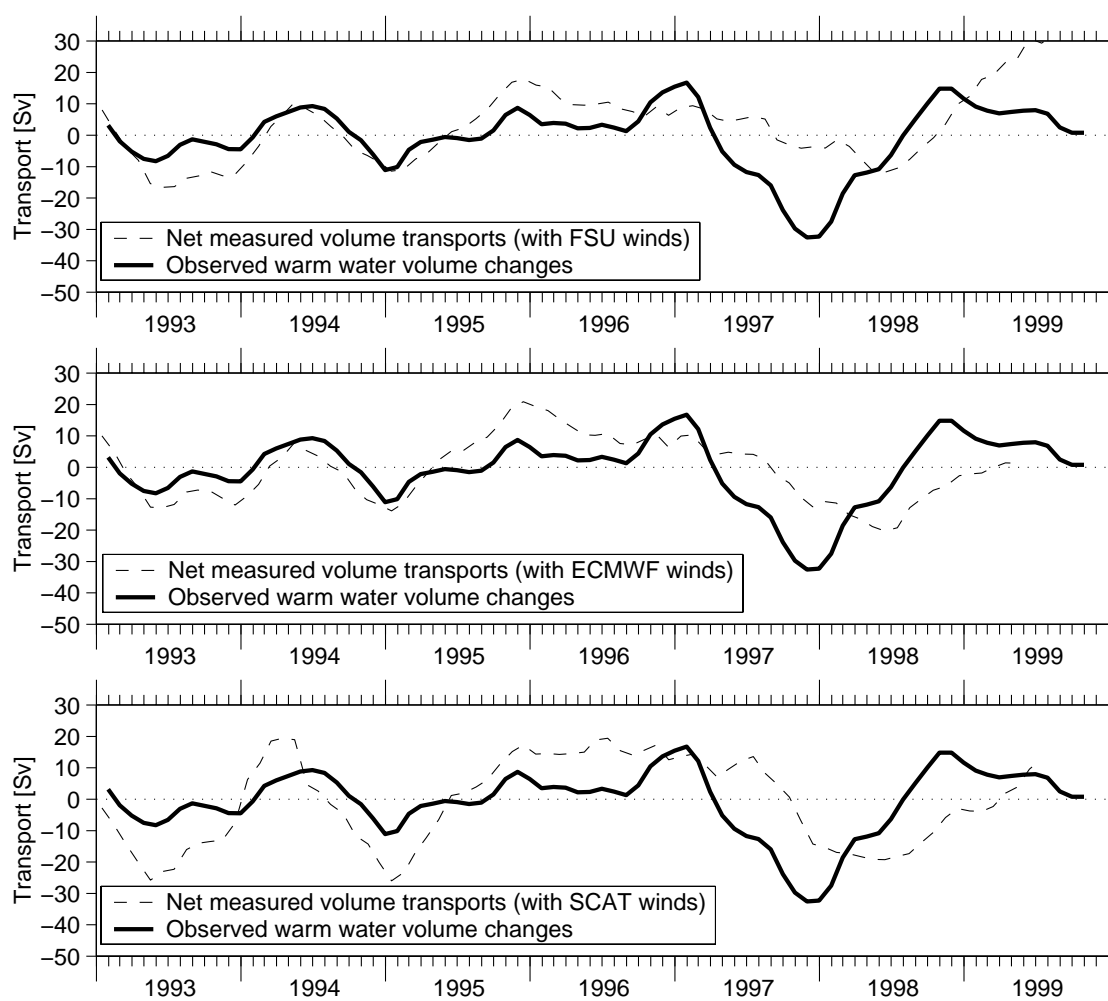 30
20
10
0
−10
−20
−30
−40
−50
Transport [Sv]
Net measured volume transports (with FSU winds)
Observed warm water volume changes
1993 1994 1995 1996 1997 1998 1999
30
20
10
0
−10
−20
−30
−40
−50
Transport [Sv]
Net measured volume transports (with ECMWF winds)
Observed warm water volume changes
1993 1994 1995 1996 1997 1998 1999
30
20
10
0
−10
−20
−30
−40
−50
Transport [Sv]
Net measured volume transports (with SCAT winds)
Observed warm water volume changes
1993 1994 1995 1996 1997 1998 1999